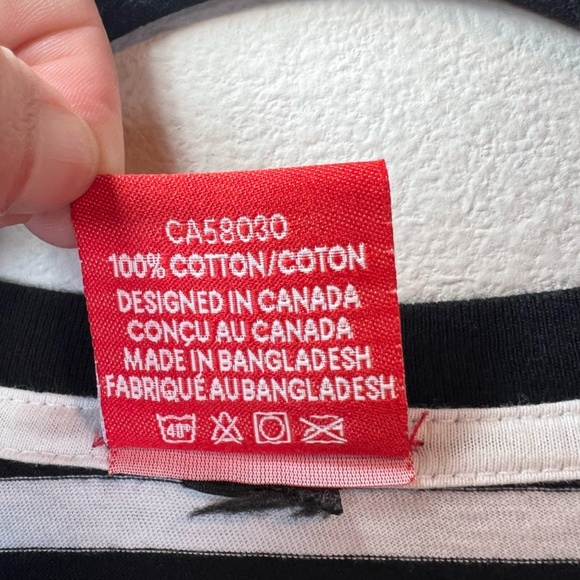 CA58030
100% COTTON/COTON
DESIGNED IN CANADA
CONÇU AU CANADA
MADE IN BANGLADESH
FABRIQUÉ AU BANGLADESH
40°